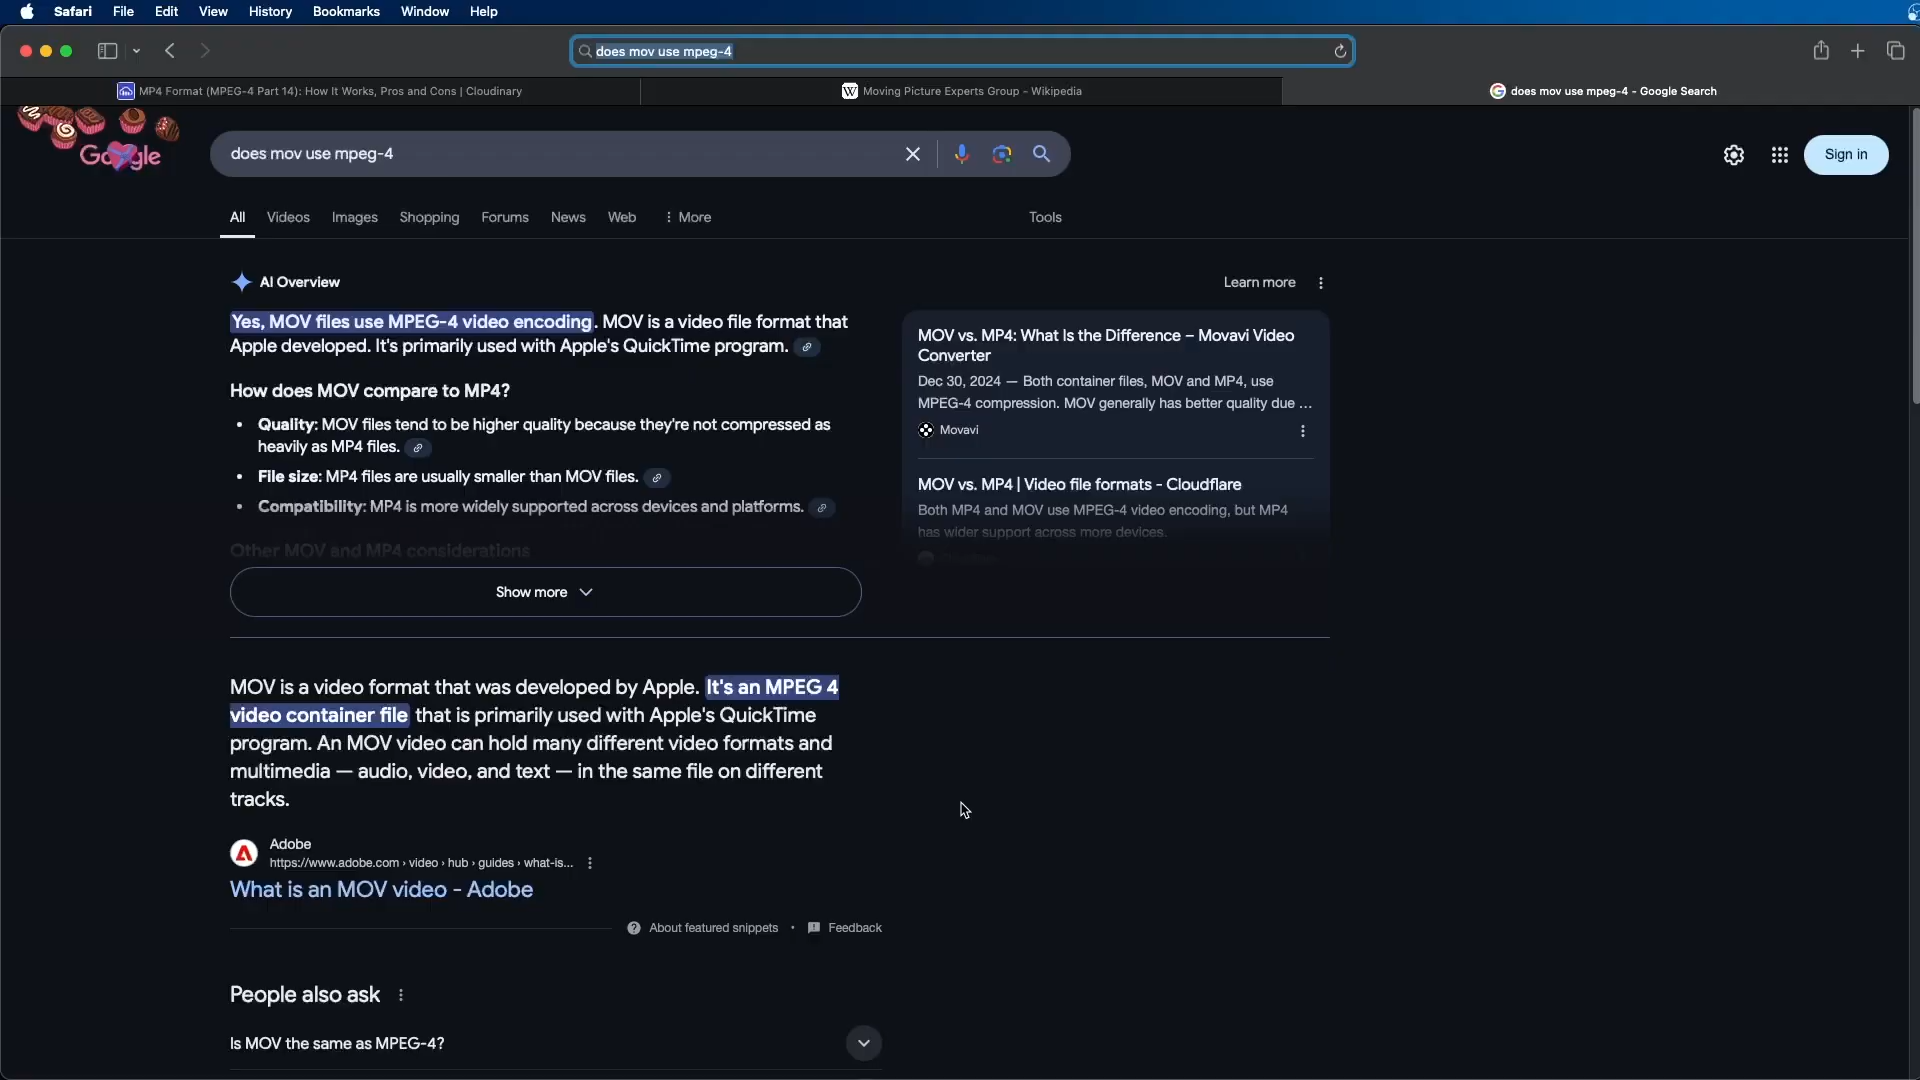 Safari File Edit View History Bookmarks Window Help
does mov use mpeg-4
MP4 Format (MPEG-4 Part 14): How It Works, Pros and Cons | Cloudinary
Moving Picture Experts Group - Wikipedia
does mov use mpeg-4 - Google Search
Google
does mov use mpeg-4
Sign in
All Videos Images Shopping Forums News Web More Tools
AI Overview
Learn more
Yes, MOV files use MPEG-4 video encoding. MOV is a video file format that
Apple developed. It's primarily used with Apple's QuickTime program.
How does MOV compare to MP4?
• Quality: MOV files tend to be higher quality because they're not compressed as
heavily as MP4 files.
• File size: MP4 files are usually smaller than MOV files.
• Compatibility: MP4 is more widely supported across devices and platforms.
Other MOV and MP4 considerations
Show more
MOV vs. MP4: What Is the Difference – Movavi Video
Converter
Dec 30, 2024 — Both container files, MOV and MP4, use
MPEG-4 compression. MOV generally has better quality due ...
Movavi
MOV vs. MP4 | Video file formats - Cloudflare
Both MP4 and MOV use MPEG-4 video encoding, but MP4
has wider support across more devices.
MOV is a video format that was developed by Apple. It's an MPEG 4
video container file that is primarily used with Apple's QuickTime
program. An MOV video can hold many different video formats and
multimedia — audio, video, and text — in the same file on different
tracks.
Adobe
https://www.adobe.com › video › hub › guides › what-is...
What is an MOV video - Adobe
About featured snippets • Feedback
People also ask
Is MOV the same as MPEG-4?